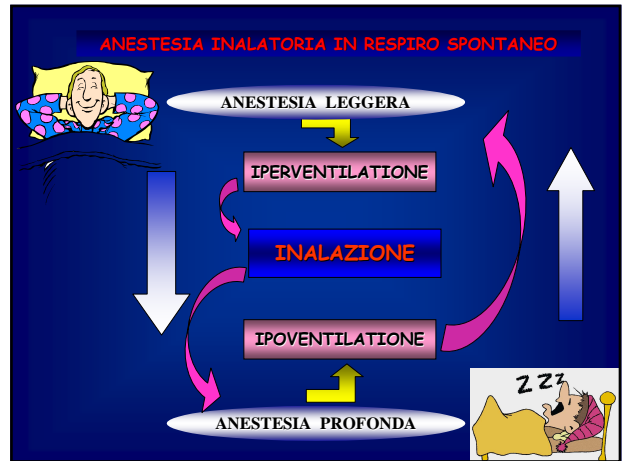 ANESTESIA INALATORIA IN RESPIRO SPONTANEO
ANESTESIA LEGGERA
IPERVENTILATIONE
INALAZIONE
IPOVENTILATIONE
ANESTESIA PROFONDA
ZZZ